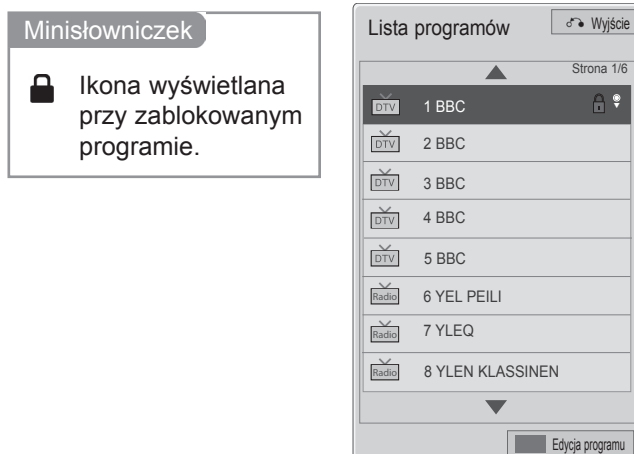 Minisłowniczek
Ikona wyświetlana
przy zablokowanym
programie.
Lista programów
Wyjście
Strona 1/6
DTV 1 BBC
DTV 2 BBC
DTV 3 BBC
DTV 4 BBC
DTV 5 BBC
Radio 6 YEL PEILI
Radio 7 YLEQ
Radio 8 YLEN KLASSINEN
Edycja programu